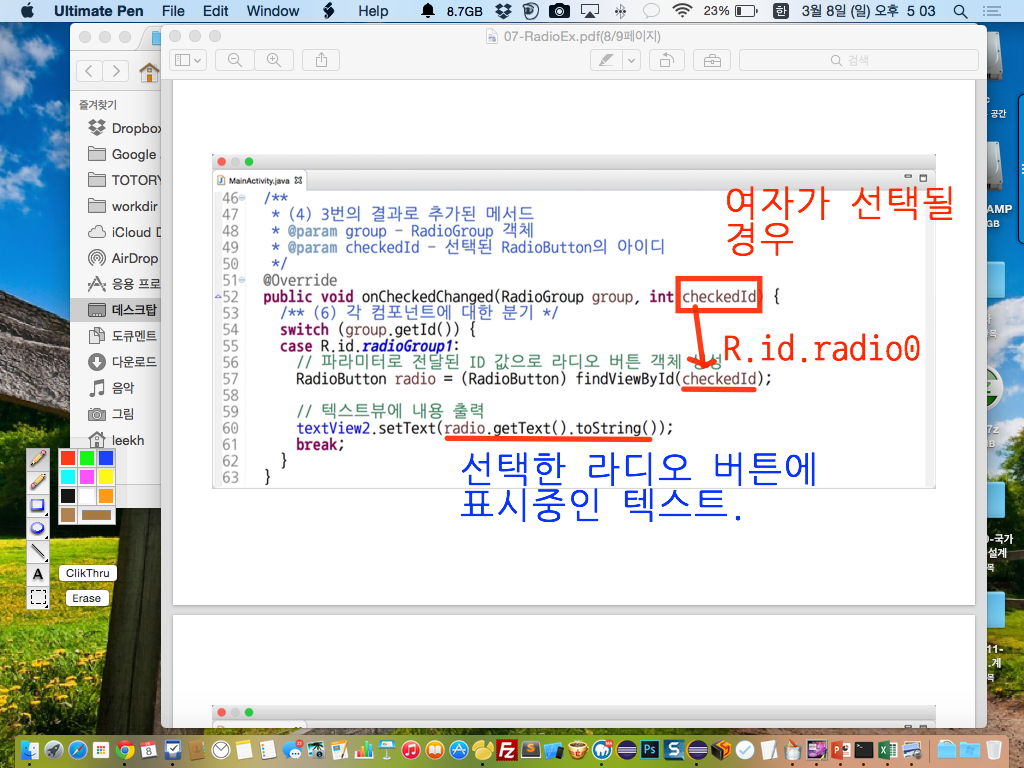 Ultimate Pen File Edit Window Help 8.7GB 23% 한 3월 8일 (일) 오후 5 03
07-RadioEx.pdf(8/9페이지)
검색
즐겨찾기
Dropbox
Google
TOTORY
workdir
iCloud D
AirDrop
응용 프로
데스크탑
도큐멘트
다운로드
음악
그림
leekh
ClikThru
Erase
A
MainActivity.java
46 /**
47 * (4) 3번의 결과로 추가된 메서드
48 * @param group - RadioGroup 객체
49 * @param checkedId - 선택된 RadioButton의 아이디
50 */
51 @Override
52 public void onCheckedChanged(RadioGroup group, int checkedId) {
53 /** (6) 각 컴포넌트에 대한 분기 */
54 switch (group.getId()) {
55 case R.id.radioGroup1:
56 // 파라미터로 전달된 ID 값으로 라디오 버튼 객체 생성
57 RadioButton radio = (RadioButton) findViewById(checkedId);
58
59 // 텍스트뷰에 내용 출력
60 textView2.setText(radio.getText().toString());
61 break;
62 }
63 }
여자가 선택될
경우
R.id.radio0
선택한 라디오 버튼에
표시중인 텍스트.
공간
AMP
GB
0-국가
설계
11-